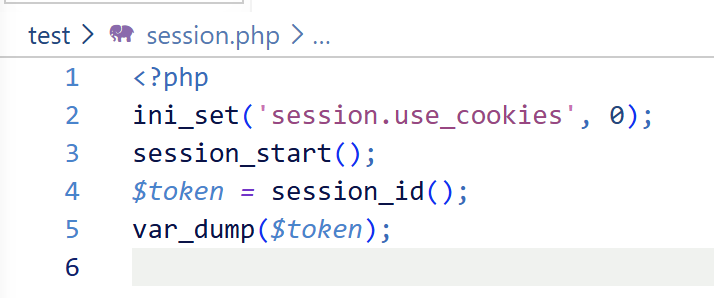 test > session.php > ...
1 <?php
2 ini_set('session.use_cookies', 0);
3 session_start();
4 $token = session_id();
5 var_dump($token);
6